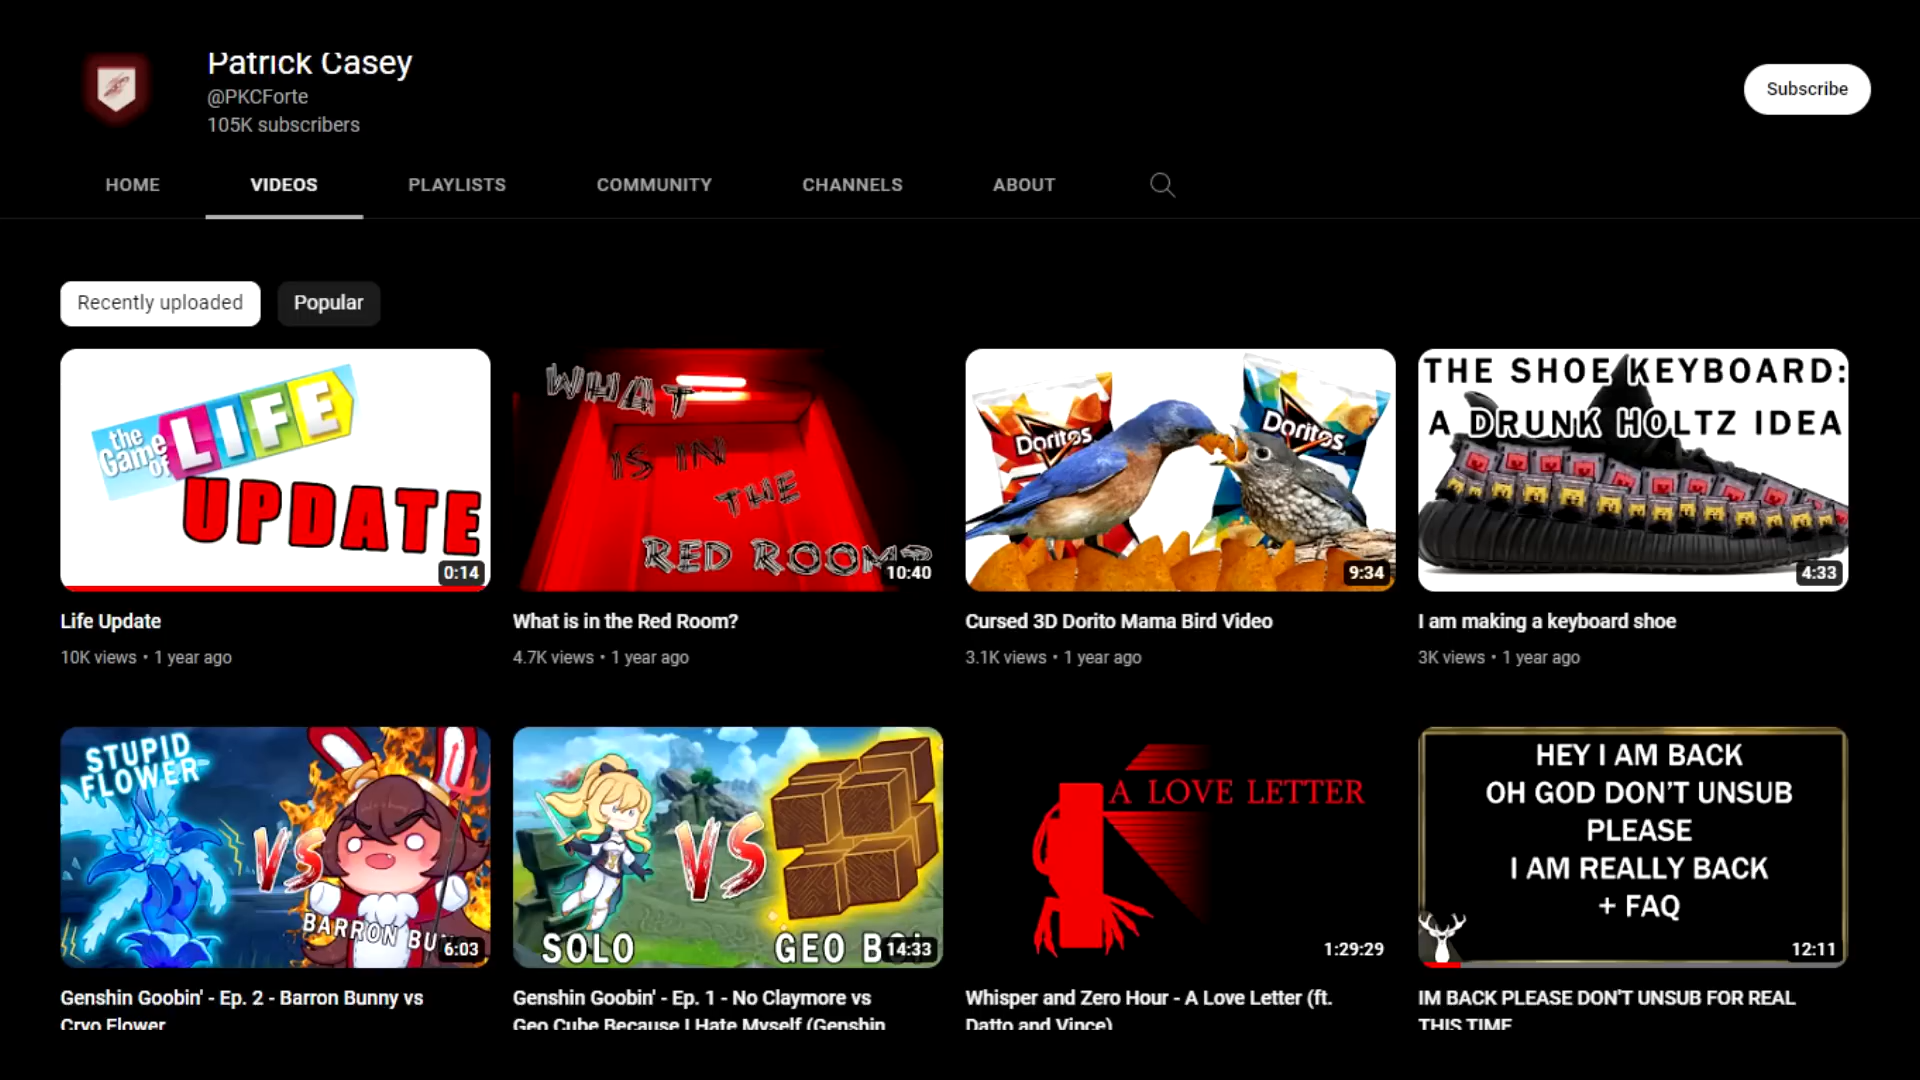 Patrick Casey
@PKCForte
105K subscribers
Subscribe
HOME VIDEOS PLAYLISTS COMMUNITY CHANNELS ABOUT
Recently uploaded Popular
the
Game
of
LIFE
UPDATE
0:14
WHAT
IS IN
THE
RED ROOM?
10:40
Doritos
Doritos
9:34
THE SHOE KEYBOARD:
A DRUNK HOLTZ IDEA
4:33
Life Update
10K views • 1 year ago
What is in the Red Room?
4.7K views • 1 year ago
Cursed 3D Dorito Mama Bird Video
3.1K views • 1 year ago
I am making a keyboard shoe
3K views • 1 year ago
STUPID
FLOWER
VS
BARRON BU
6:03
VS
SOLO
GEO B
14:33
A LOVE LETTER
1:29:29
HEY I AM BACK
OH GOD DON'T UNSUB
PLEASE
I AM REALLY BACK
+ FAQ
12:11
Genshin Goobin' - Ep. 2 - Barron Bunny vs
Cryo Flower
Genshin Goobin' - Ep. 1 - No Claymore vs
Geo Cube Because I Hate Myself (Genshin
Whisper and Zero Hour - A Love Letter (ft.
Datto and Vince)
IM BACK PLEASE DON'T UNSUB FOR REAL
THIS TIME